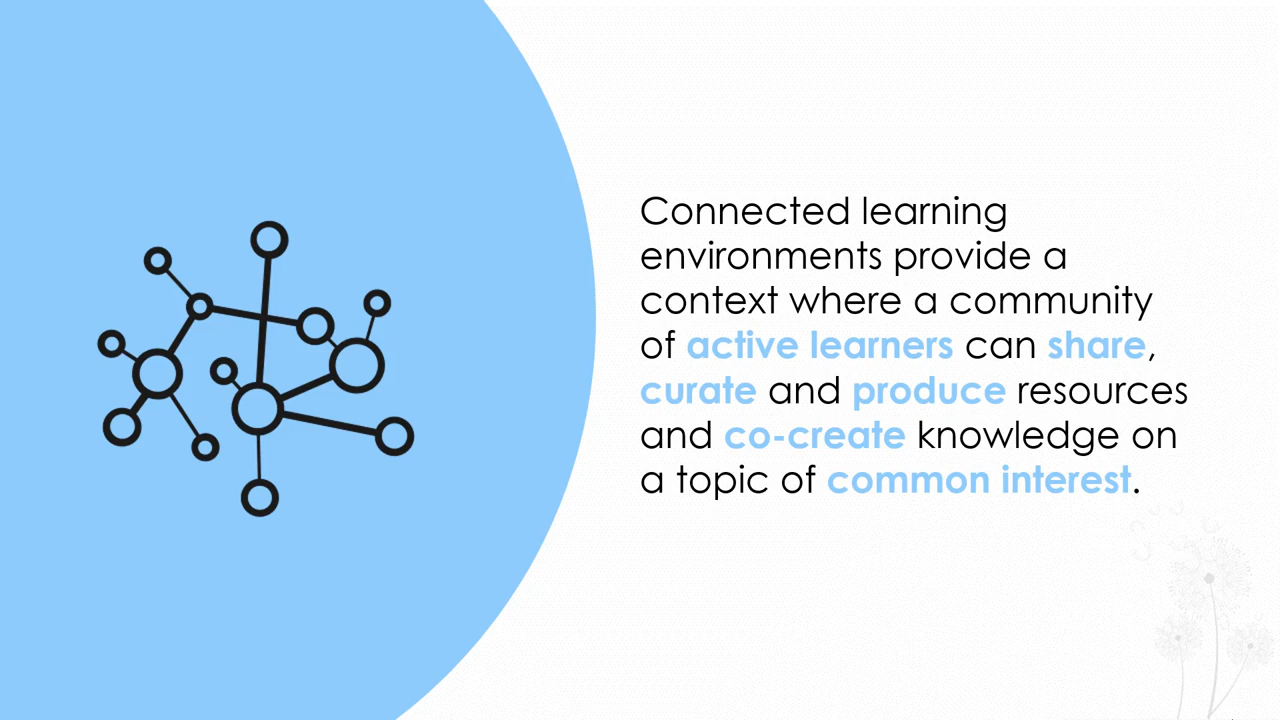 Connected learning
environments provide a
context where a community
of active learners can share,
curate and produce resources
and co-create knowledge on
a topic of common interest.